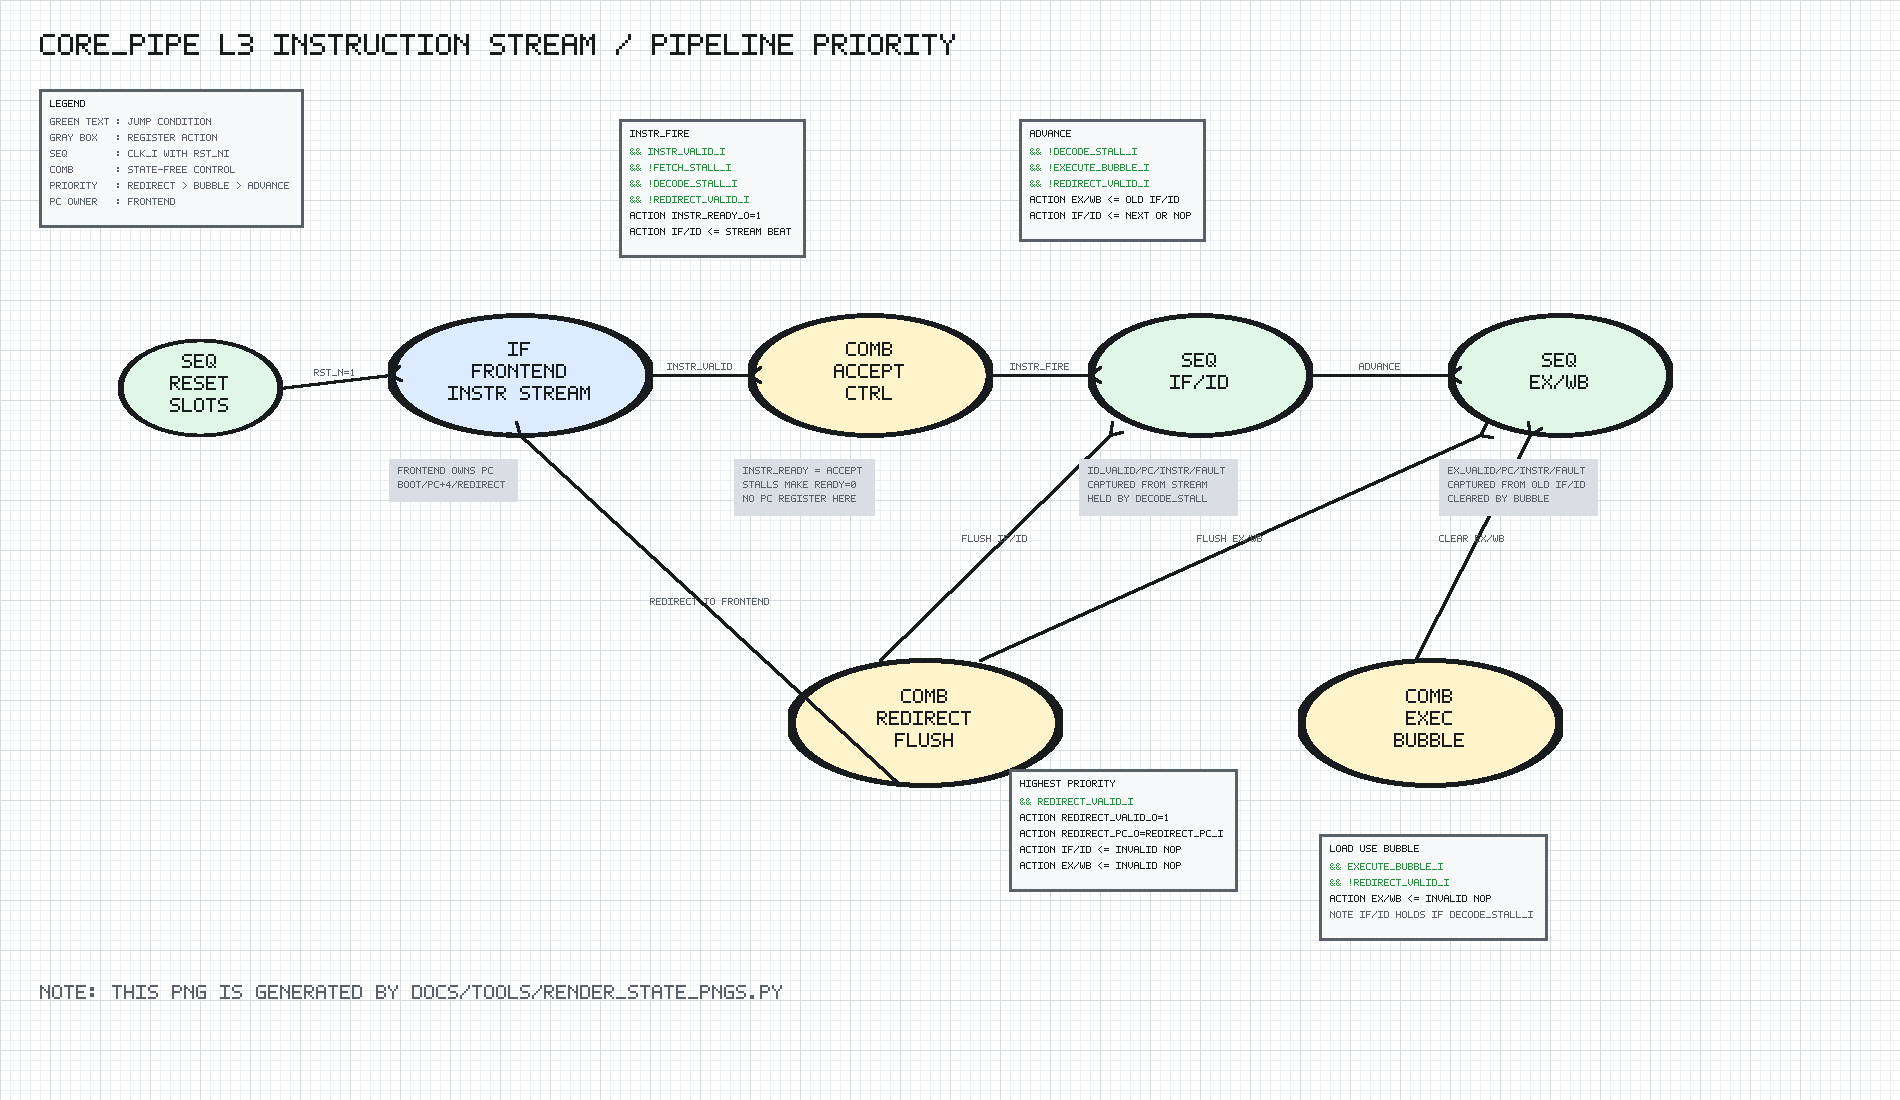 CORE_PIPE L3 INSTRUCTION STREAM / PIPELINE PRIORITY
LEGEND
GREEN TEXT : JUMP CONDITION
GRAY BOX : REGISTER ACTION
SEQ : CLK_I WITH RST_NI
COMB : STATE-FREE CONTROL
PRIORITY : REDIRECT > BUBBLE > ADVANCE
PC OWNER : FRONTEND
INSTR_FIRE
&& INSTR_VALID_I
&& !FETCH_STALL_I
&& !DECODE_STALL_I
&& !REDIRECT_VALID_I
ACTION INSTR_READY_O=1
ACTION IF/ID <= STREAM BEAT
ADVANCE
&& !DECODE_STALL_I
&& !EXECUTE_BUBBLE_I
&& !REDIRECT_VALID_I
ACTION EX/WB <= OLD IF/ID
ACTION IF/ID <= NEXT OR NOP
SEQ
RESET
SLOTS
RST_N=1
IF
FRONTEND
INSTR STREAM
INSTR_VALID
COMB
ACCEPT
CTRL
INSTR_FIRE
SEQ
IF/ID
ADVANCE
SEQ
EX/WB
FRONTEND OWNS PC
BOOT/PC+4/REDIRECT
INSTR_READY = ACCEPT
STALLS MAKE READY=0
NO PC REGISTER HERE
ID_VALID/PC/INSTR/FAULT
CAPTURED FROM STREAM
HELD BY DECODE_STALL
EX_VALID/PC/INSTR/FAULT
CAPTURED FROM OLD IF/ID
CLEARED BY BUBBLE
FLUSH IF/ID
FLUSH EX/WB
CLEAR EX/WB
REDIRECT TO FRONTEND
COMB
REDIRECT
FLUSH
COMB
EXEC
BUBBLE
HIGHEST PRIORITY
&& REDIRECT_VALID_I
ACTION REDIRECT_VALID_O=1
ACTION REDIRECT_PC_O=REDIRECT_PC_I
ACTION IF/ID <= INVALID NOP
ACTION EX/WB <= INVALID NOP
LOAD USE BUBBLE
&& EXECUTE_BUBBLE_I
&& !REDIRECT_VALID_I
ACTION EX/WB <= INVALID NOP
NOTE IF/ID HOLDS IF DECODE_STALL_I
NOTE: THIS PNG IS GENERATED BY DOCS/TOOLS/RENDER_STATE_PNGS.PY